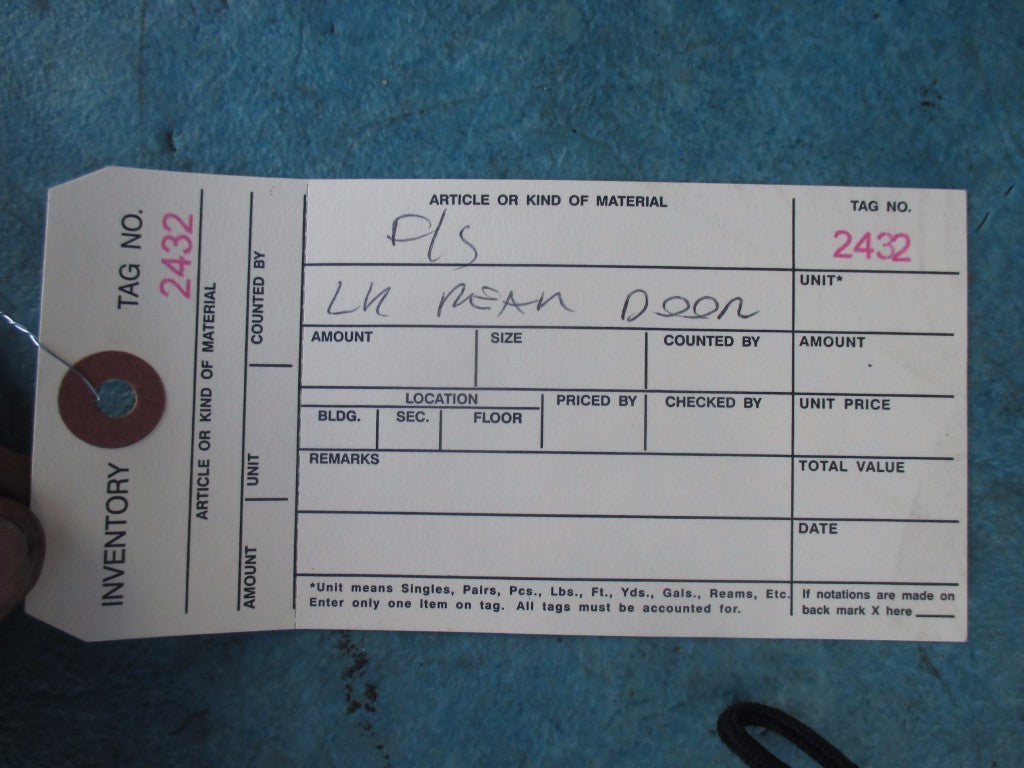 TAG NO.
2432
INVENTORY
ARTICLE OR KIND OF MATERIAL
COUNTED BY
UNIT
AMOUNT
ARTICLE OR KIND OF MATERIAL
TAG NO.
P/S
2432
LR REAR DOOR
UNIT*
AMOUNT SIZE COUNTED BY AMOUNT
LOCATION PRICED BY CHECKED BY UNIT PRICE
BLDG. SEC. FLOOR
REMARKS
TOTAL VALUE
DATE
*Unit means Singles, Pairs, Pcs., Lbs., Ft., Yds., Gals., Reams, Etc.
Enter only one Item on tag. All tags must be accounted for.
If notations are made on
back mark X here